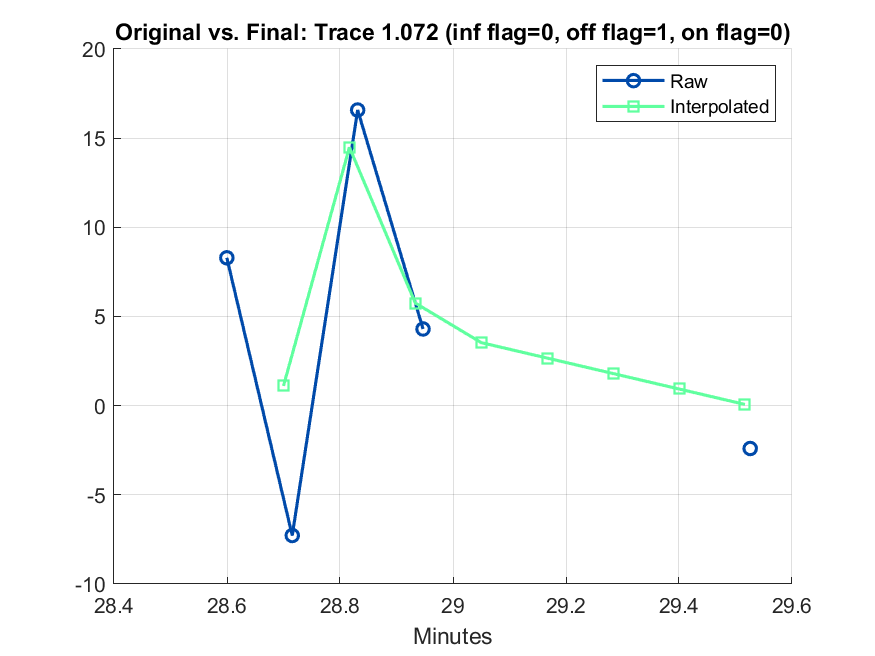 Original vs. Final: Trace 1.072 (inf flag=0, off flag=1, on flag=0)
20
15
10
5
0
-5
-10
28.4 28.6 28.8 29 29.2 29.4 29.6
Minutes
Raw
Interpolated